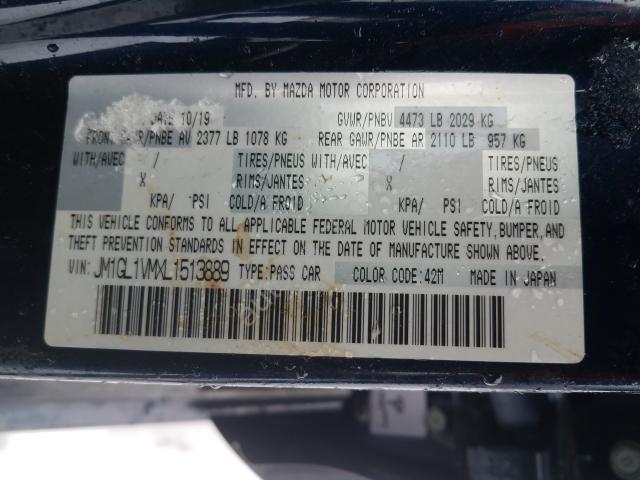 MFD. BY MAZDA MOTOR CORPORATION
DATE 10/19 GVWR/PNBV 4473 LB 2029 KG
FRONT GAWR/PNBE AV 2377 LB 1078 KG REAR GAWR/PNBE AR 2110 LB 957 KG
WITH/AVEC / TIRES/PNEUS WITH/AVEC / TIRES/PNEUS
X RIMS/JANTES X RIMS/JANTES
KPA/ PSI COLD/A FROID KPA/ PSI COLD/A FROID
THIS VEHICLE CONFORMS TO ALL APPLICABLE FEDERAL MOTOR VEHICLE SAFETY, BUMPER, AND
THEFT PREVENTION STANDARDS IN EFFECT ON THE DATE OF MANUFACTURE SHOWN ABOVE.
VIN: JM1GL1VMXL1513889 TYPE: PASS CAR COLOR CODE: 42M MADE IN JAPAN